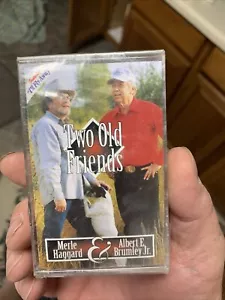 Two Old
Friends
Merle
Haggard
&
Albert E.
Brumley Jr.